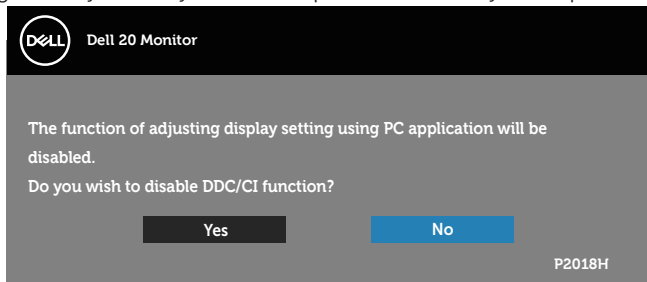 DELL
Dell 20 Monitor
The function of adjusting display setting using PC application will be
disabled.
Do you wish to disable DDC/CI function?
Yes
No
P2018H